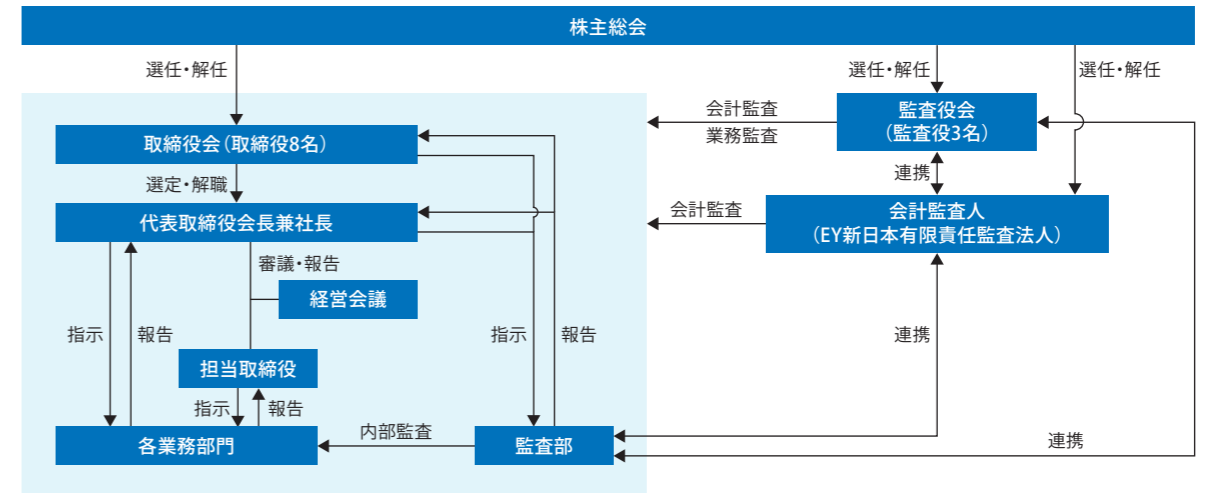 株主総会
選任・解任
選任・解任
選任・解任
取締役会（取締役8名）
会計監査
業務監査
監査役会
（監査役3名）
選定・解職
連携
代表取締役会長兼社長
会計監査
会計監査人
（EY新日本有限責任監査法人）
審議・報告
経営会議
指示
報告
指示
報告
連携
担当取締役
指示
報告
各業務部門
内部監査
監査部
連携